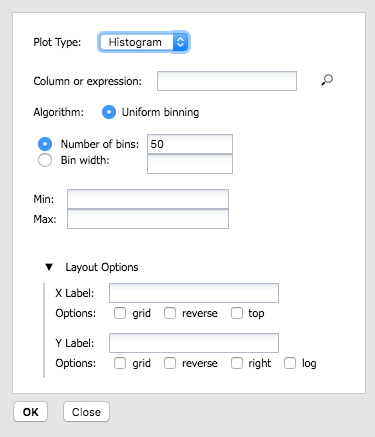 Plot Type: Histogram
Column or expression:
Algorithm: Uniform binning
Number of bins: 50
Bin width:
Min:
Max:
Layout Options
X Label:
Options: grid reverse top
Y Label:
Options: grid reverse right log
OK Close